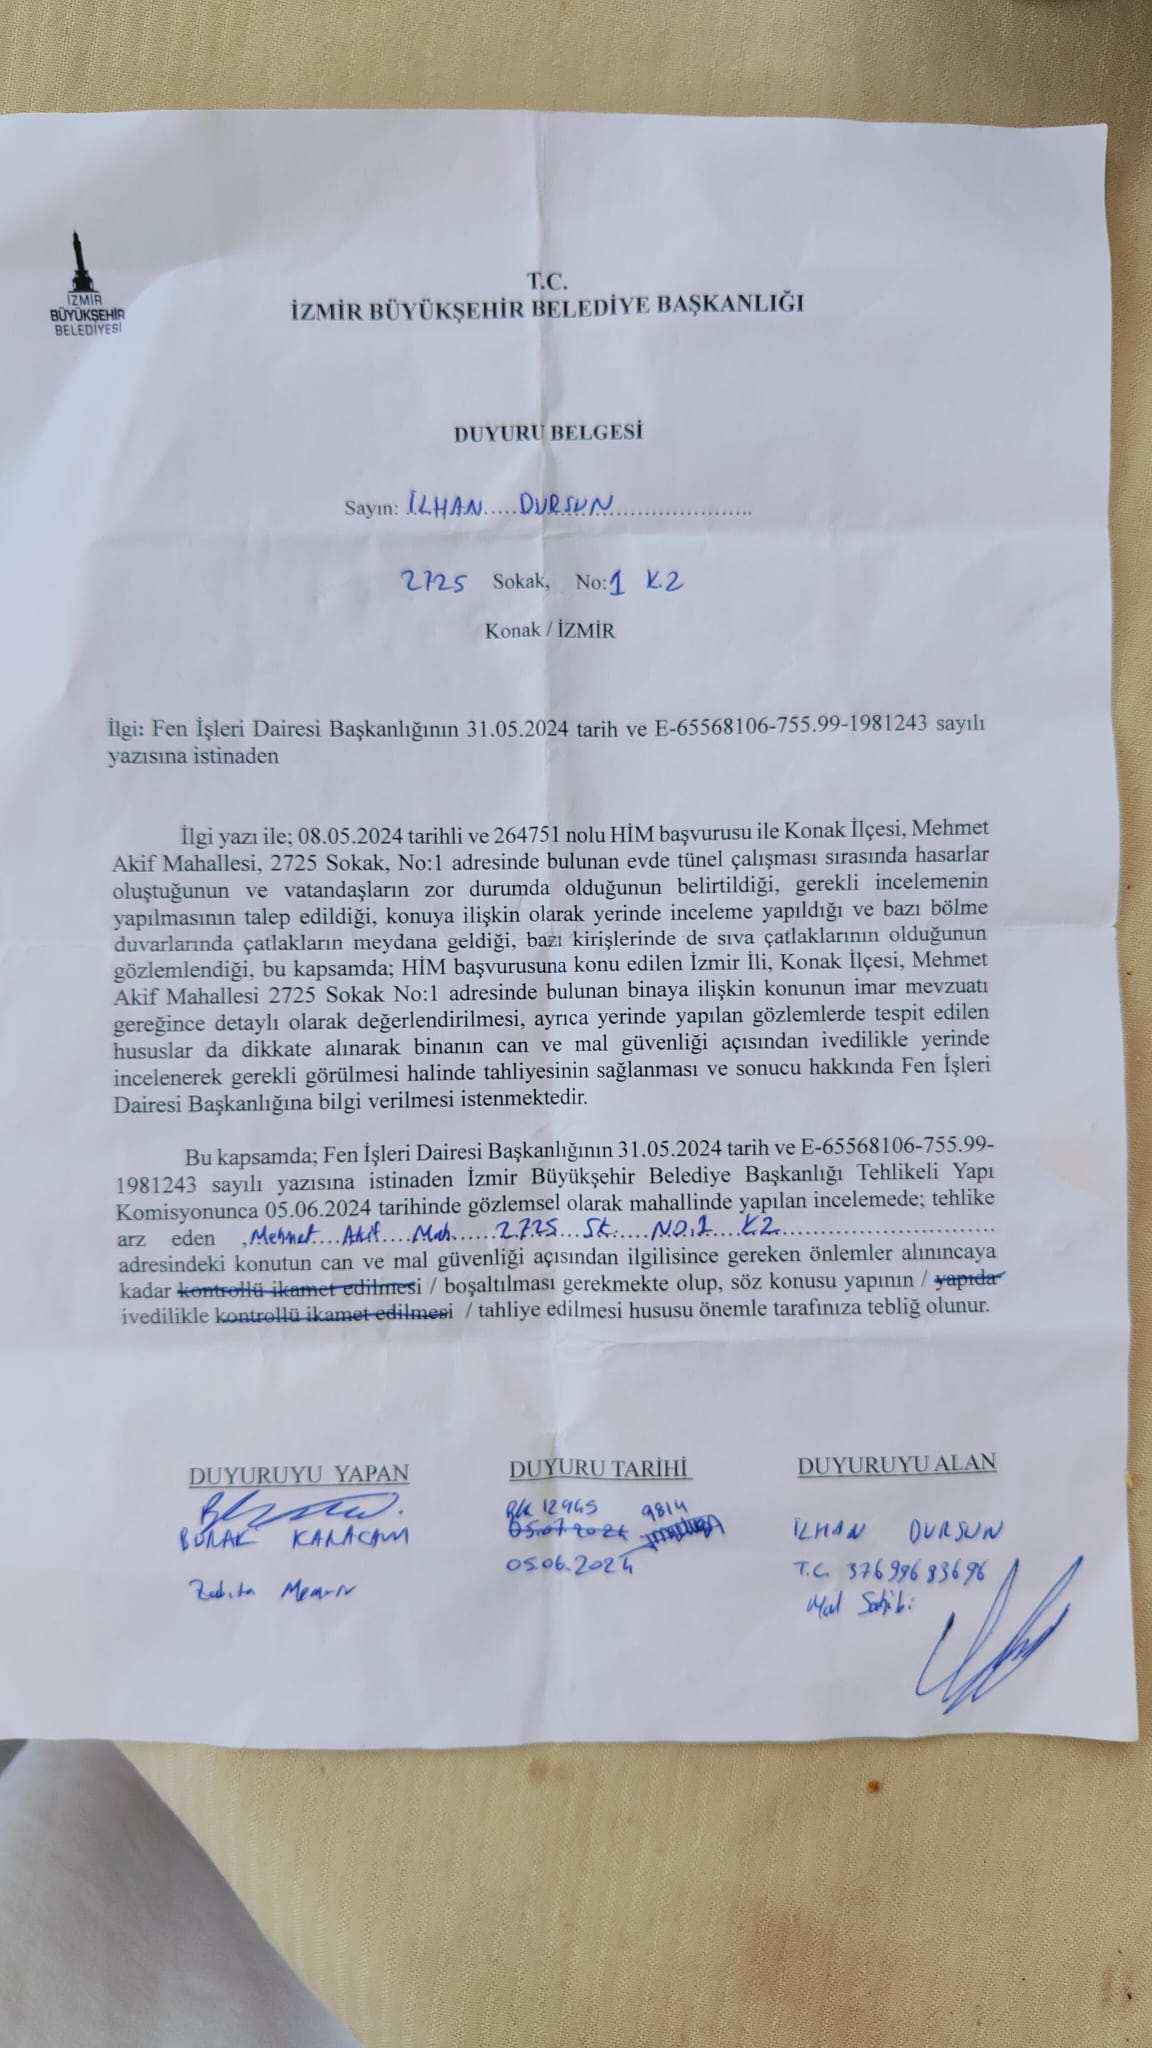 İZMİR
BÜYÜKŞEHİR
BELEDİYESİ
T.C.
İZMİR BÜYÜKŞEHİR BELEDİYE BAŞKANLIĞI
DUYURU BELGESİ
Sayın: İLHAN.....DURSUN........................
2725 Sokak, No:1 K.2
Konak / İZMİR
İlgi: Fen İşleri Dairesi Başkanlığının 31.05.2024 tarih ve E-65568106-755.99-1981243 sayılı
yazısına istinaden
İlgi yazı ile; 08.05.2024 tarihli ve 264751 nolu HİM başvurusu ile Konak İlçesi, Mehmet
Akif Mahallesi, 2725 Sokak, No:1 adresinde bulunan evde tünel çalışması sırasında hasarlar
oluştuğunun ve vatandaşların zor durumda olduğunun belirtildiği, gerekli incelemenin
yapılmasının talep edildiği, konuya ilişkin olarak yerinde inceleme yapıldığı ve bazı bölme
duvarlarında çatlakların meydana geldiği, bazı kirişlerinde de sıva çatlaklarının olduğunun
gözlemlendiği, bu kapsamda; HİM başvurusuna konu edilen İzmir İli, Konak İlçesi, Mehmet
Akif Mahallesi 2725 Sokak No:1 adresinde bulunan binaya ilişkin konunun imar mevzuatı
gereğince detaylı olarak değerlendirilmesi, ayrıca yerinde yapılan gözlemlerde tespit edilen
hususlar da dikkate alınarak binanın can ve mal güvenliği açısından ivedilikle yerinde
incelenerek gerekli görülmesi halinde tahliyesinin sağlanması ve sonucu hakkında Fen İşleri
Dairesi Başkanlığına bilgi verilmesi istenmektedir.
Bu kapsamda; Fen İşleri Dairesi Başkanlığının 31.05.2024 tarih ve E-65568106-755.99-
1981243 sayılı yazısına istinaden İzmir Büyükşehir Belediye Başkanlığı Tehlikeli Yapı
Komisyonunca 05.06.2024 tarihinde gözlemsel olarak mahallinde yapılan incelemede; tehlike
arz eden Mehmet Akif Mah. 2725 Sk. NO.1 K2
adresindeki konutun can ve mal güvenliği açısından ilgilisince gereken önlemler alınıncaya
kadar kontrollü ikamet edilmesi / boşaltılması gerekmekte olup, söz konusu yapının / yapıda
ivedilikle kontrollü ikamet edilmesi / tahliye edilmesi hususu önemle tarafınıza tebliğ olunur.
DUYURUYU YAPAN DUYURU TARİHİ DUYURUYU ALAN
12945 9814
BURAK KARAÇAM 05.07.2024 İLHAN DURSUN
05.06.2024 T.C. 37699683696
Zabıta Memuru Mal Sahibi